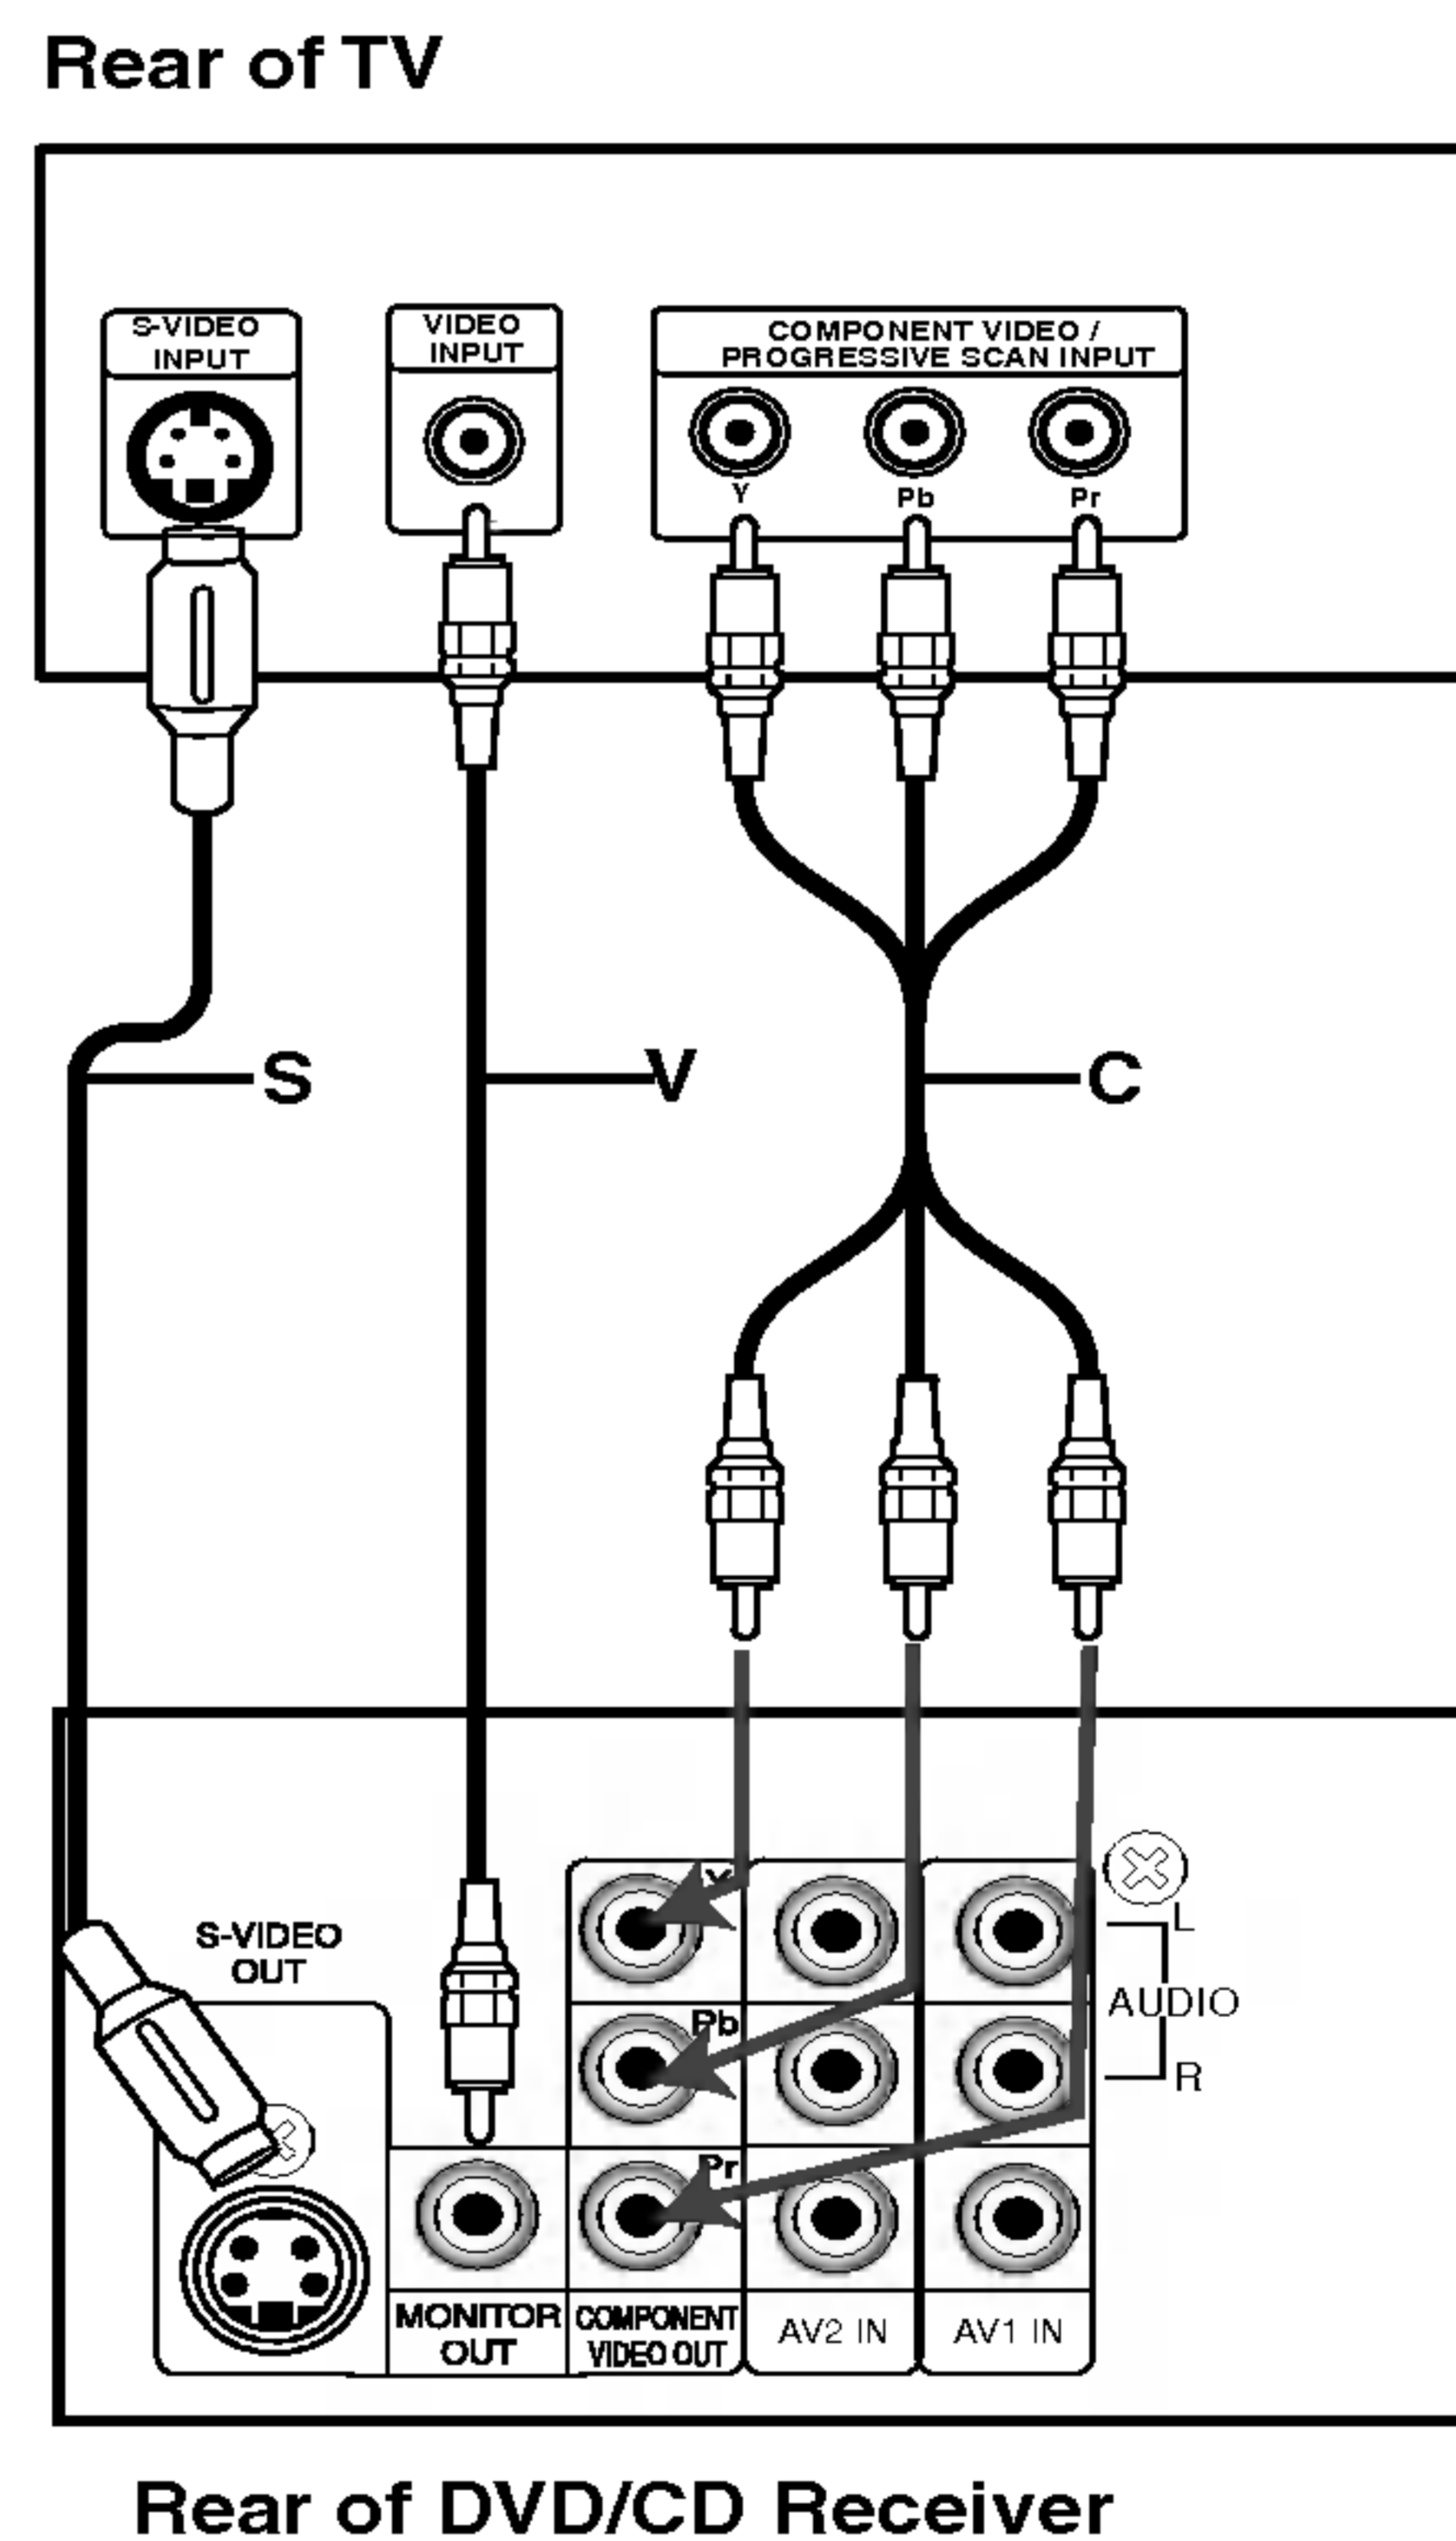 Rear of TV
S-VIDEO
INPUT
VIDEO
INPUT
COMPONENT VIDEO /
PROGRESSIVE SCAN INPUT
Y
Pb
Pr
S
V
C
Y
L
S-VIDEO
OUT
AUDIO
Pb
R
Pr
MONITOR
OUT
COMPONENT
VIDEO OUT
AV2 IN
AV1 IN
Rear of DVD/CD Receiver